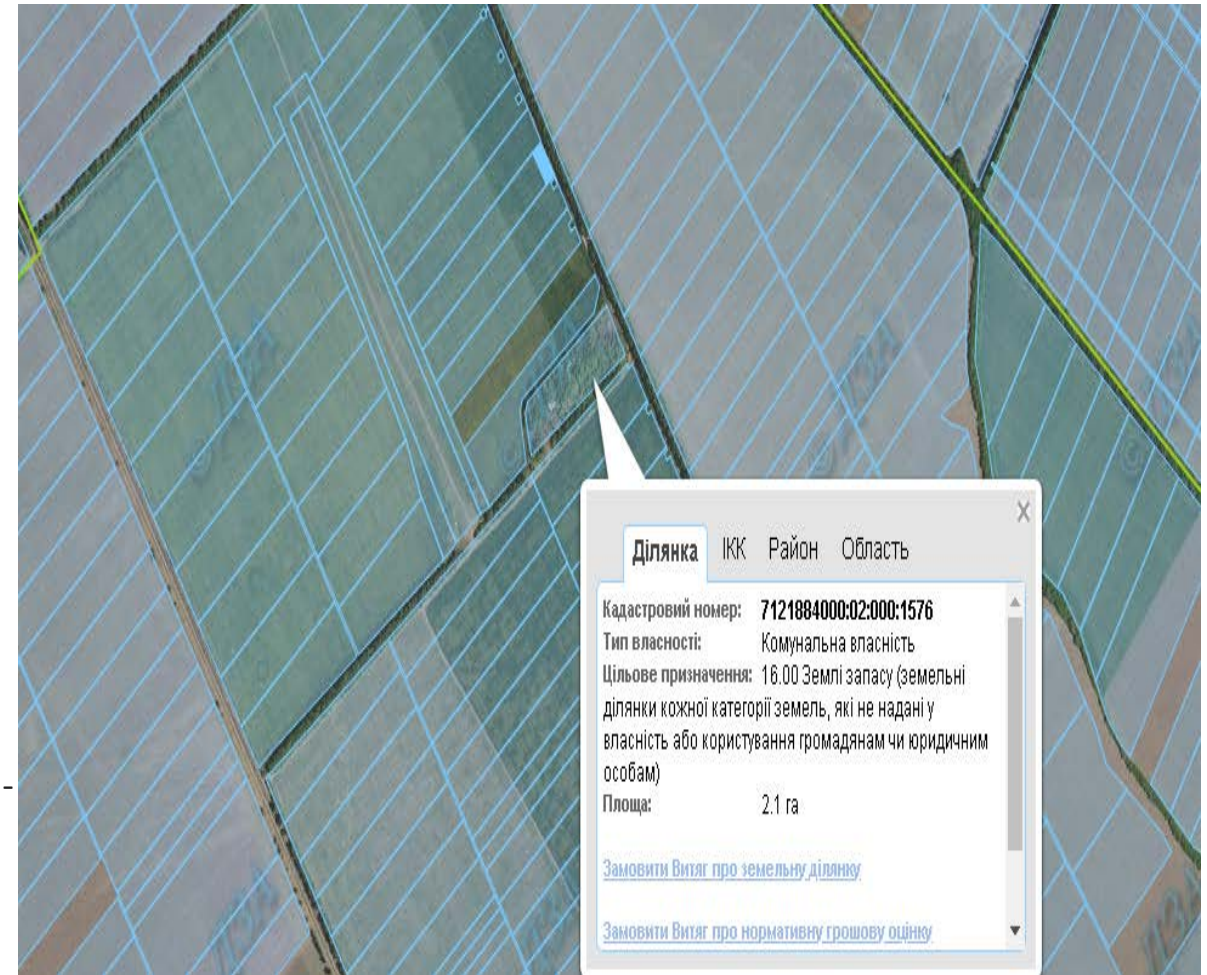 Ділянка ІКК Район Область
Кадастровий номер: 7121884000:02:000:1576
Тип власності: Комунальна власність
Цільове призначення: 16.00 Землі запасу (земельні
ділянки кожної категорії земель, які не надані у
власність або користування громадянам чи юридичним
особам)
Площа: 2.1 га
Замовити Витяг про земельну ділянку
Замовити Витяг про нормативну грошову оцінку